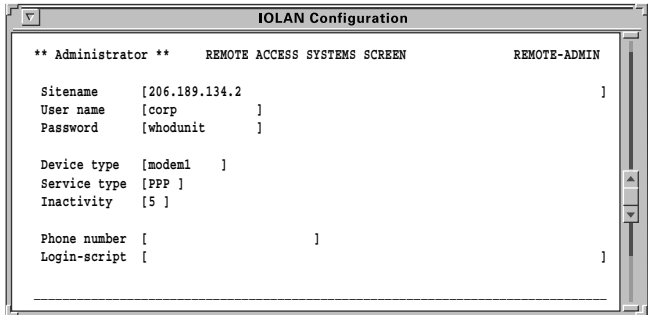 IOLAN Configuration
** Administrator ** REMOTE ACCESS SYSTEMS SCREEN REMOTE-ADMIN
Sitename [206.189.134.2 ]
User name [corp ]
Password [whodunit ]
Device type [modem1 ]
Service type [PPP ]
Inactivity [5 ]
Phone number [ ]
Login-script [ ]